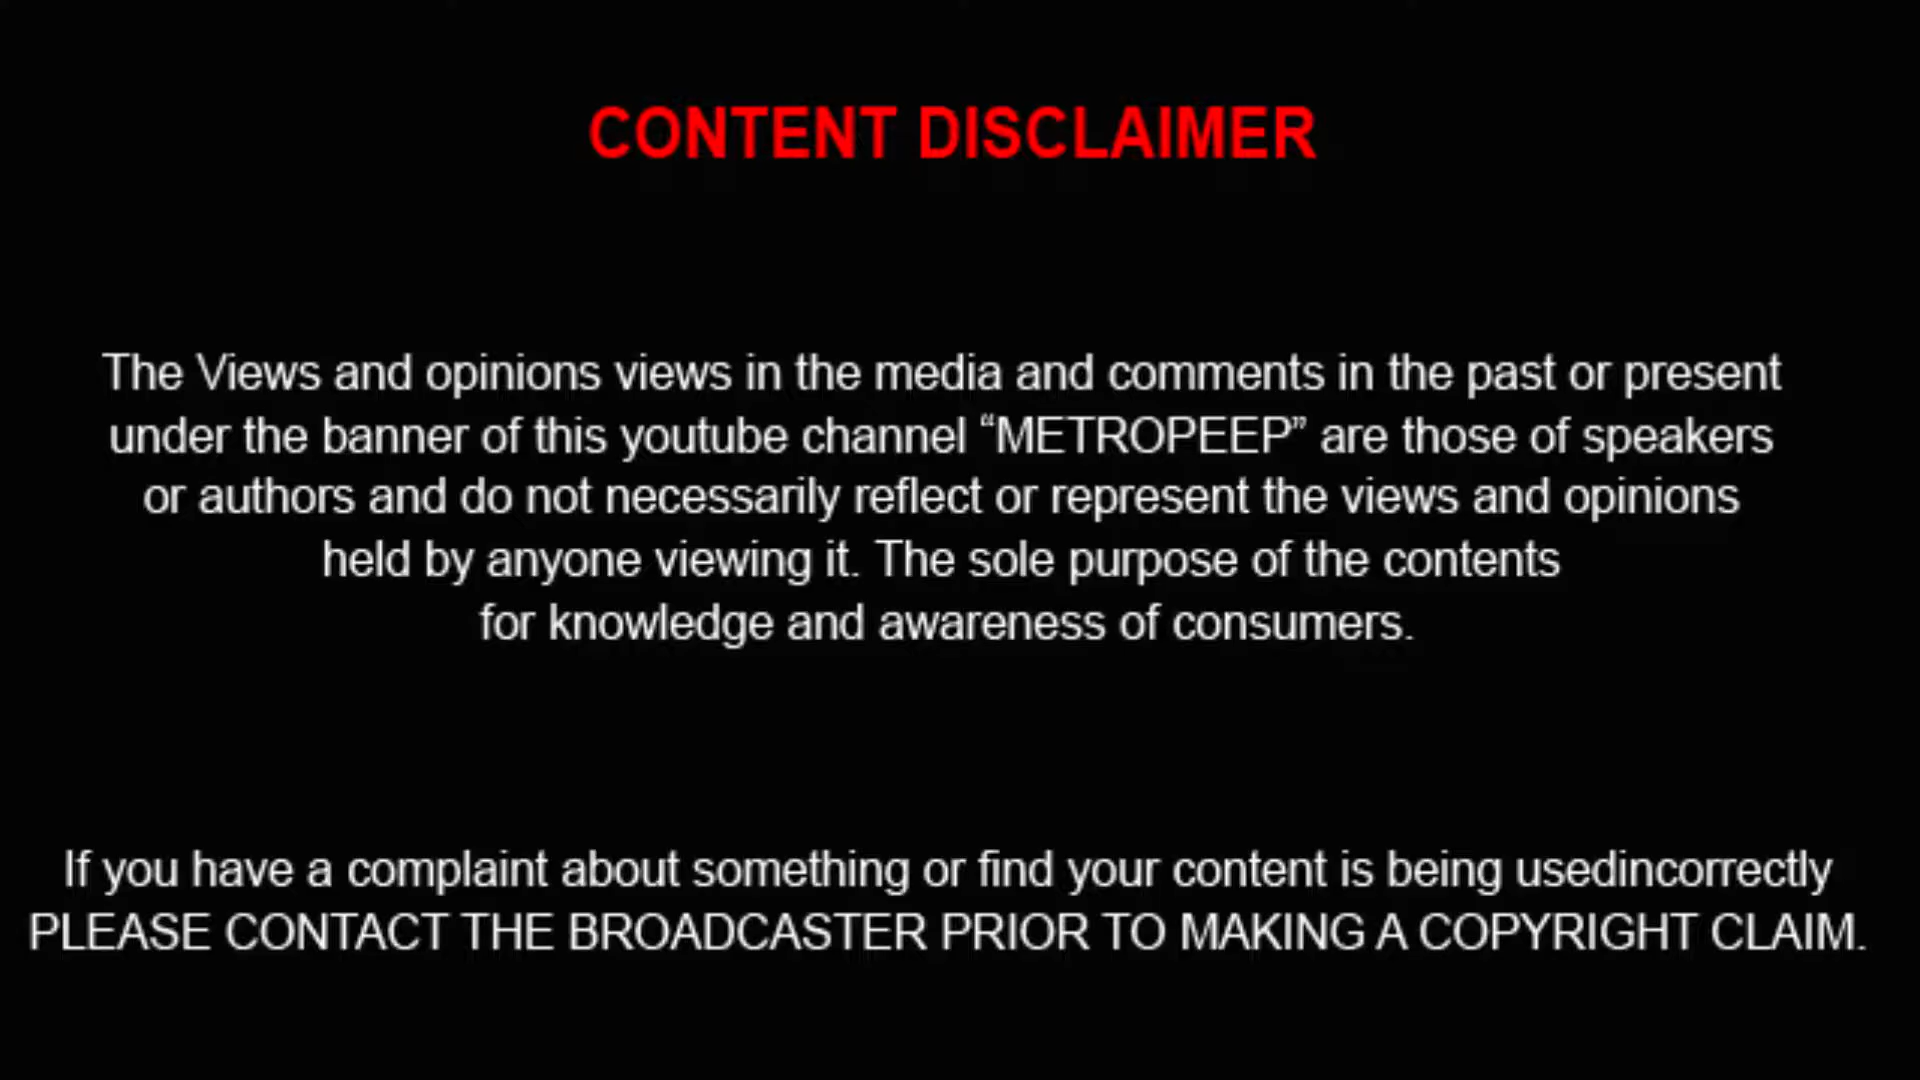 CONTENT DISCLAIMER
The Views and opinions views in the media and comments in the past or present
under the banner of this youtube channel “METROPEEP” are those of speakers
or authors and do not necessarily reflect or represent the views and opinions
held by anyone viewing it. The sole purpose of the contents
for knowledge and awareness of consumers.
If you have a complaint about something or find your content is being usedincorrectly
PLEASE CONTACT THE BROADCASTER PRIOR TO MAKING A COPYRIGHT CLAIM.